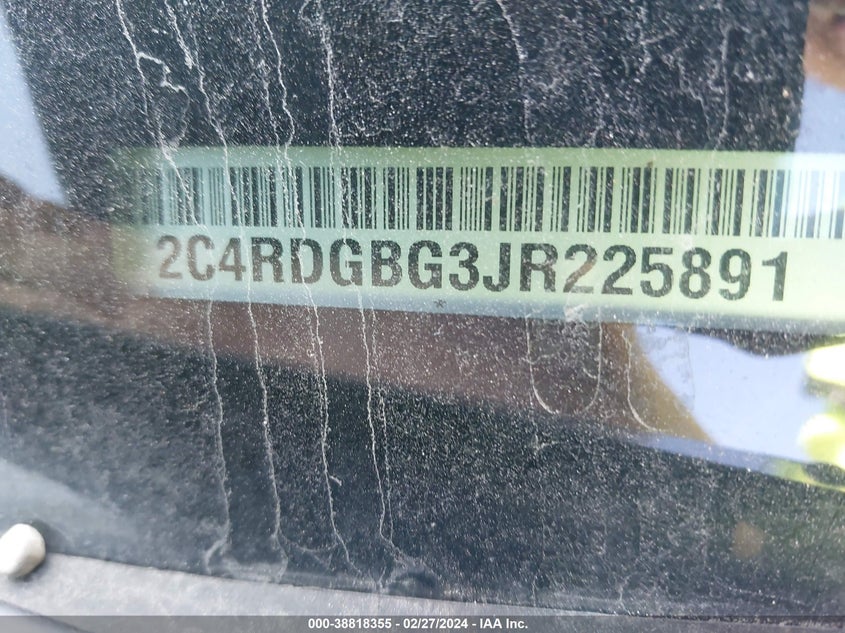 2C4RDGBG3JR225891
*
000-38818355 | 02/27/2024 | IAA Inc.